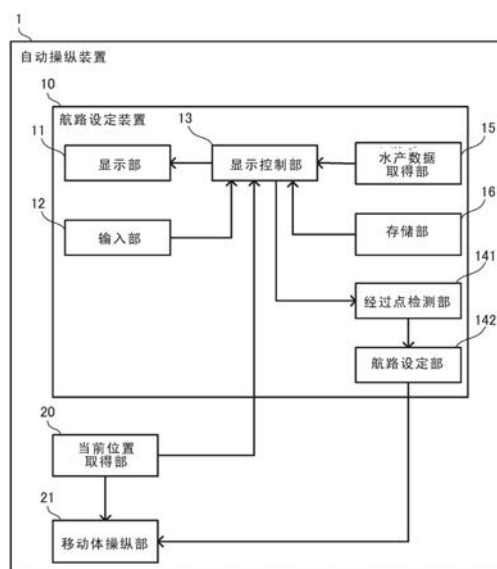 1
自动操纵装置
10
航路设定装置
11
显示部
13
显示控制部
15
水产数据
取得部
12
输入部
16
存储部
141
经过点检测部
142
航路设定部
20
当前位置
取得部
21
移动体操纵部